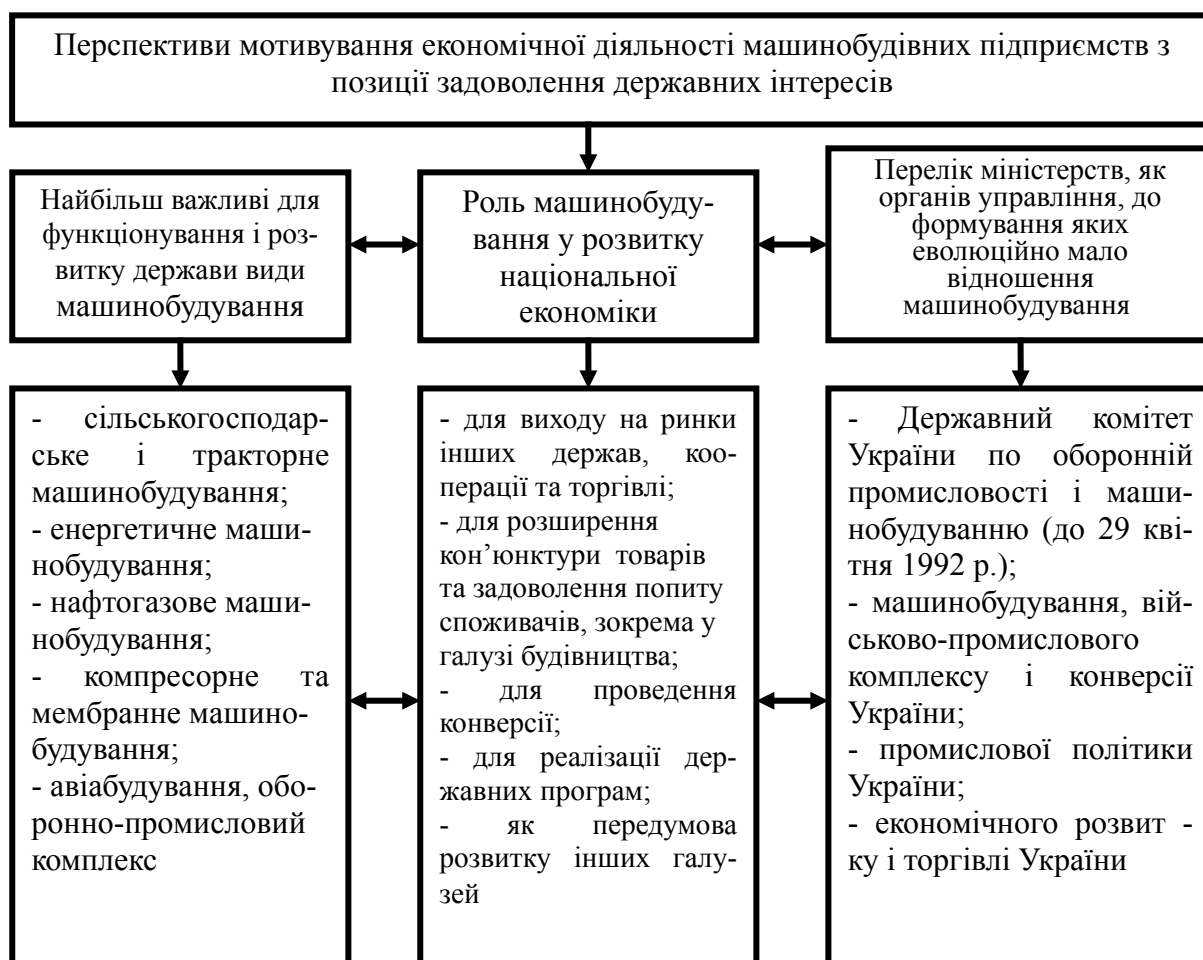 Перспективи мотивування економічної діяльності машинобудівних підприємств з
позиції задоволення державних інтересів
Найбільш важливі для
функціонування і роз-
витку держави види
машинобудування
Роль машинобуду-
вання у розвитку
національної
економіки
Перелік міністерств, як
органів управління, до
формування яких
еволюційно мало
відношення
машинобудування
- сільськогосподар-
ське і тракторне
машинобудування;
- енергетичне маши-
нобудування;
- нафтогазове маши-
нобудування;
- компресорне та
мембранне машино-
будування;
- авіабудування, обо-
ронно-промисловий
комплекс
- для виходу на ринки
інших держав, коо-
перації та торгівлі;
- для розширення
кон’юнктури товарів
та задоволення попиту
споживачів, зокрема у
галузі будівництва;
- для проведення
конверсії;
- для реалізації дер-
жавних програм;
- як передумова
розвитку інших галу-
зей
- Державний комітет
України по оборонній
промисловості і маши-
нобудуванню (до 29 кві-
тня 1992 р.);
- машинобудування, вій-
ськово-промислового
комплексу і конверсії
України;
- промислової політики
України;
- економічного розвит -
ку і торгівлі України